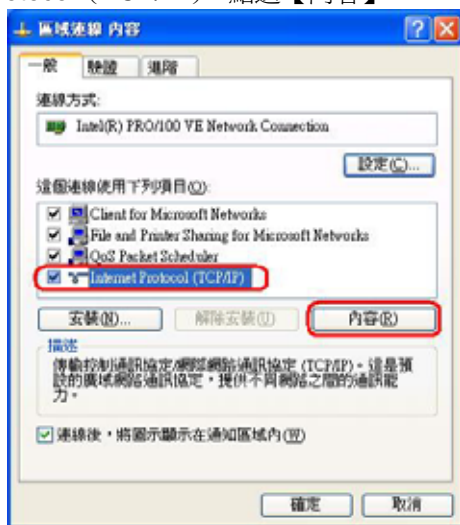 點選【內容】
區域連線 內容
一般 驗證 進階
連線方式:
Intel(R) PRO/100 VE Network Connection
設定(C)...
這個連線使用下列項目(O):
Client for Microsoft Networks
File and Printer Sharing for Microsoft Networks
QoS Packet Scheduler
Internet Protocol (TCP/IP)
安裝(N)... 解除安裝(U) 內容(R)
描述
傳輸控制通訊協定/網際網路通訊協定 (TCP/IP)。這是預
設的廣域網路通訊協定,提供不同網路之間的通訊能
力。
連線後,將圖示顯示在通知區域內(W)
確定 取消